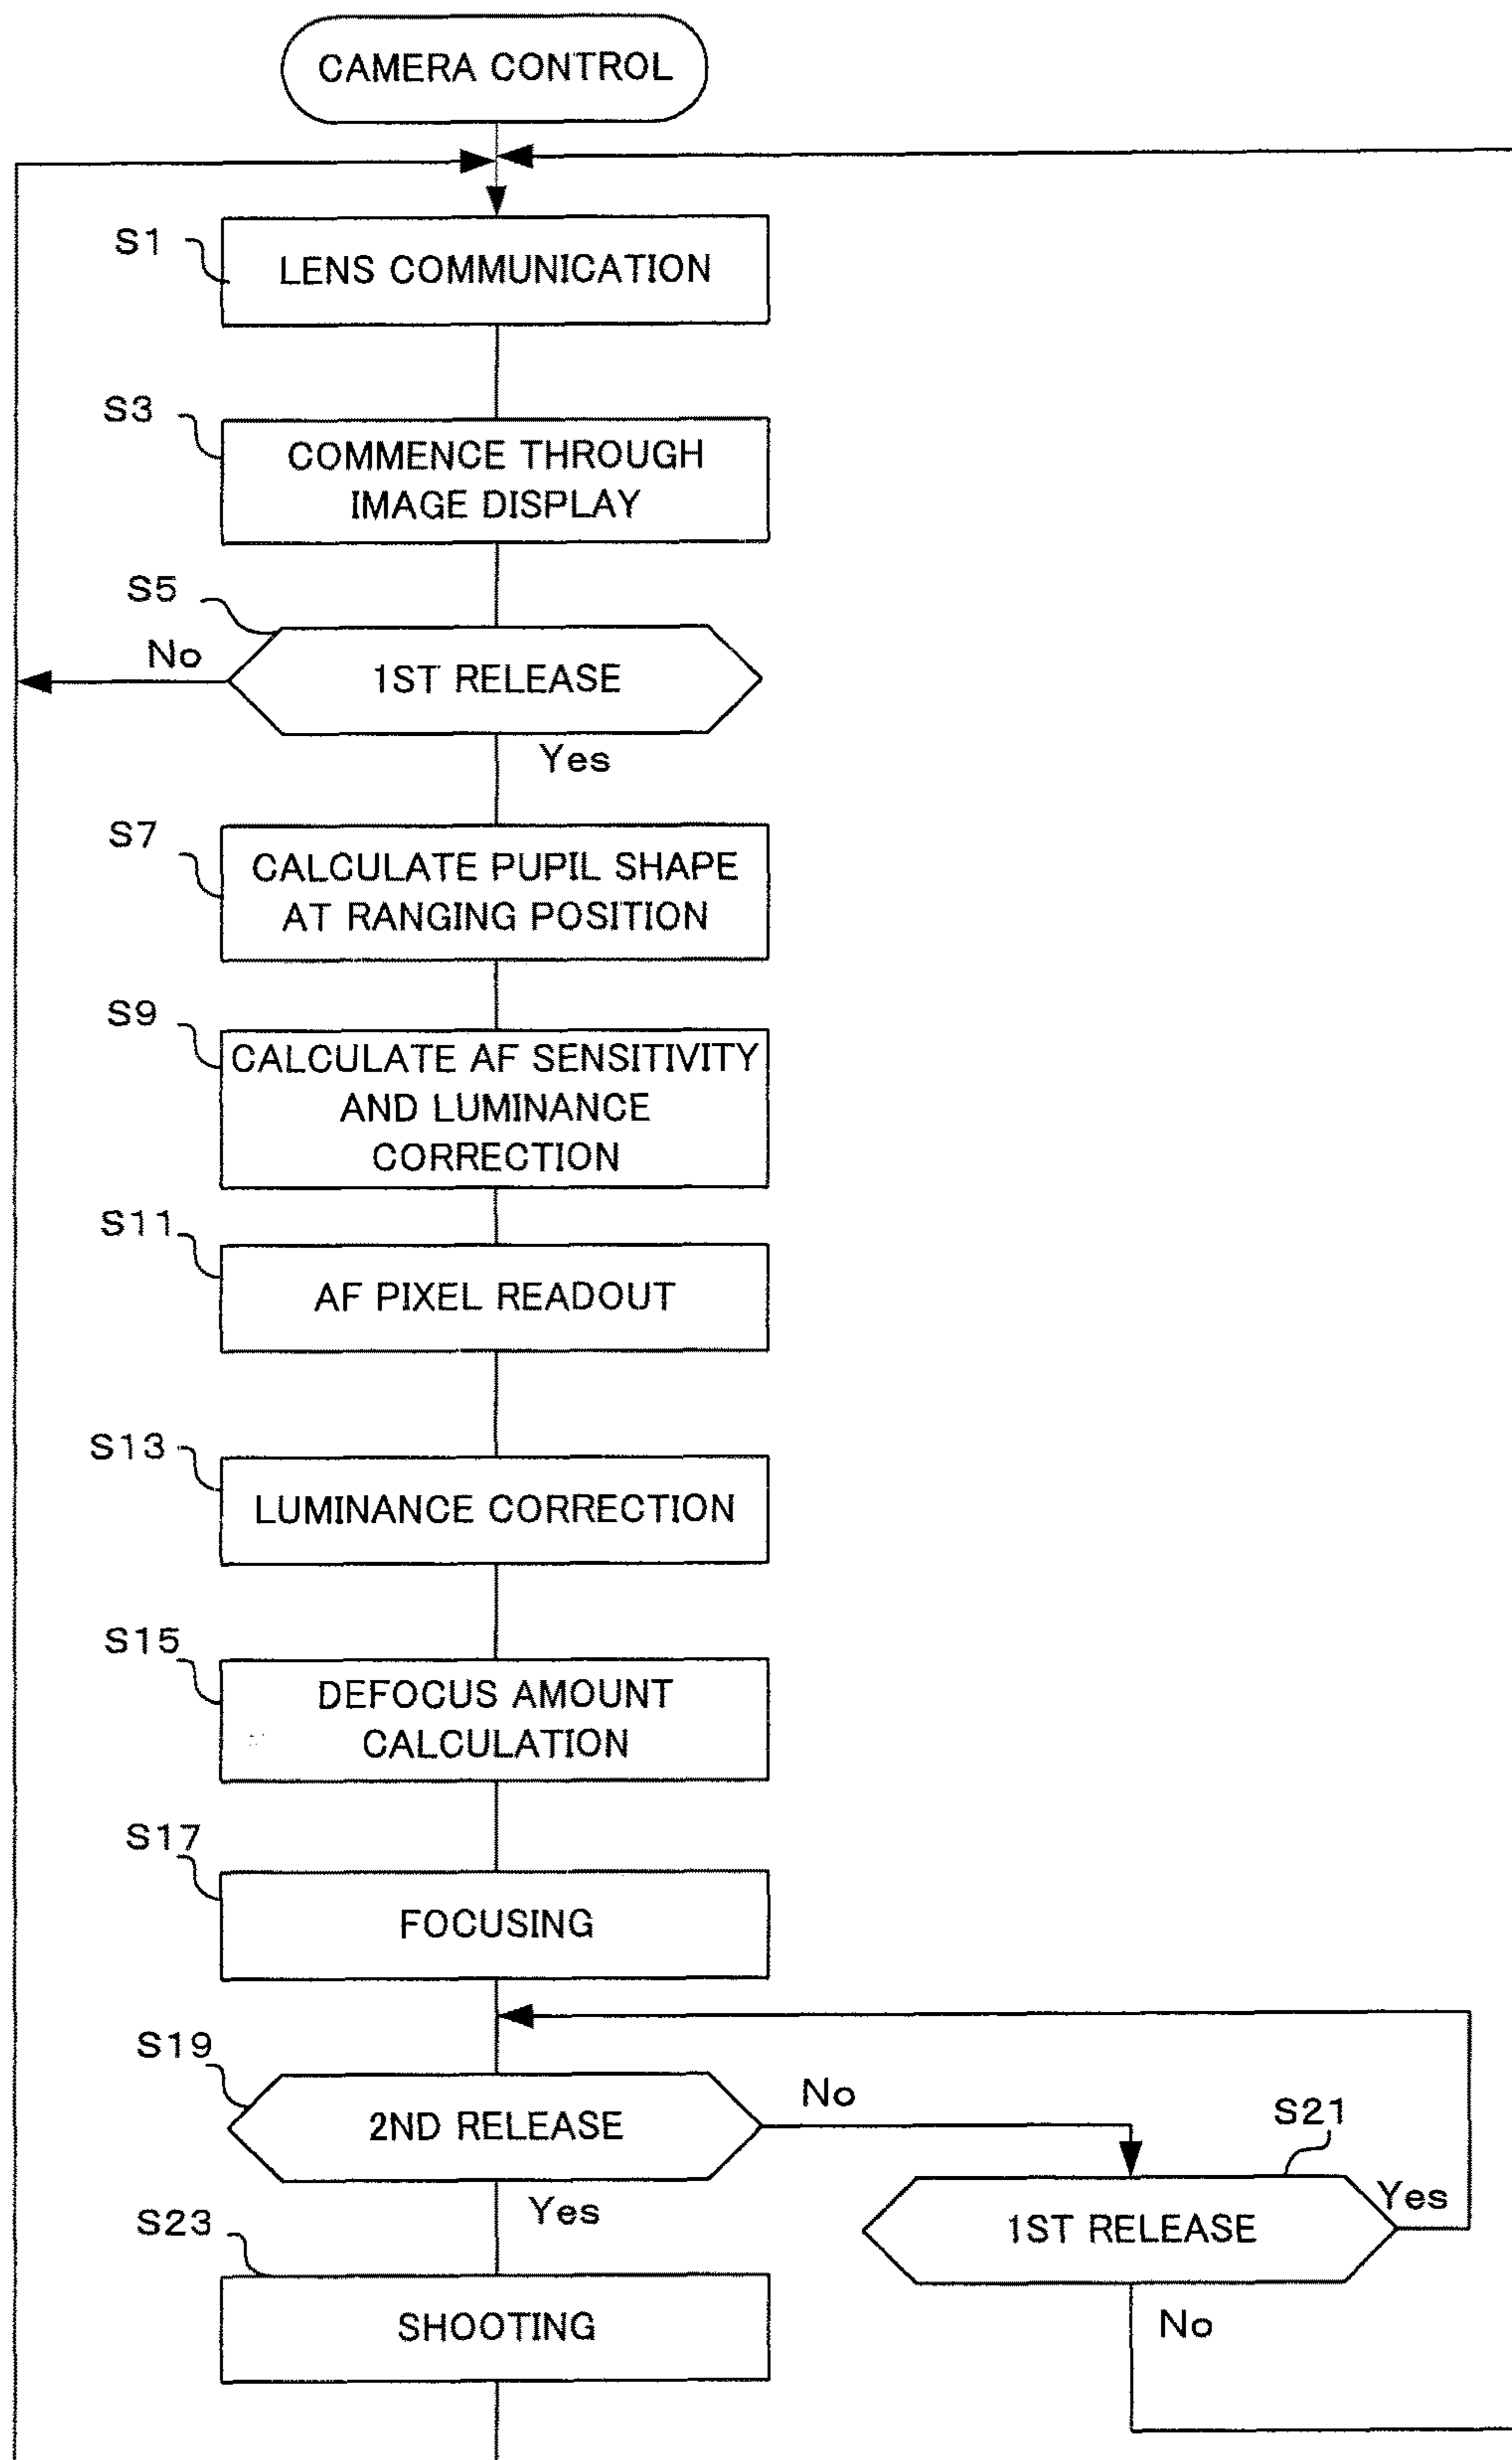 CAMERA CONTROL
S1
LENS COMMUNICATION
S3
COMMENCE THROUGH
IMAGE DISPLAY
S5
No
1ST RELEASE
Yes
S7
CALCULATE PUPIL SHAPE
AT RANGING POSITION
S9
CALCULATE AF SENSITIVITY
AND LUMINANCE
CORRECTION
S11
AF PIXEL READOUT
S13
LUMINANCE CORRECTION
S15
DEFOCUS AMOUNT
CALCULATION
S17
FOCUSING
S19
2ND RELEASE
No
Yes
S21
1ST RELEASE
Yes
No
S23
SHOOTING